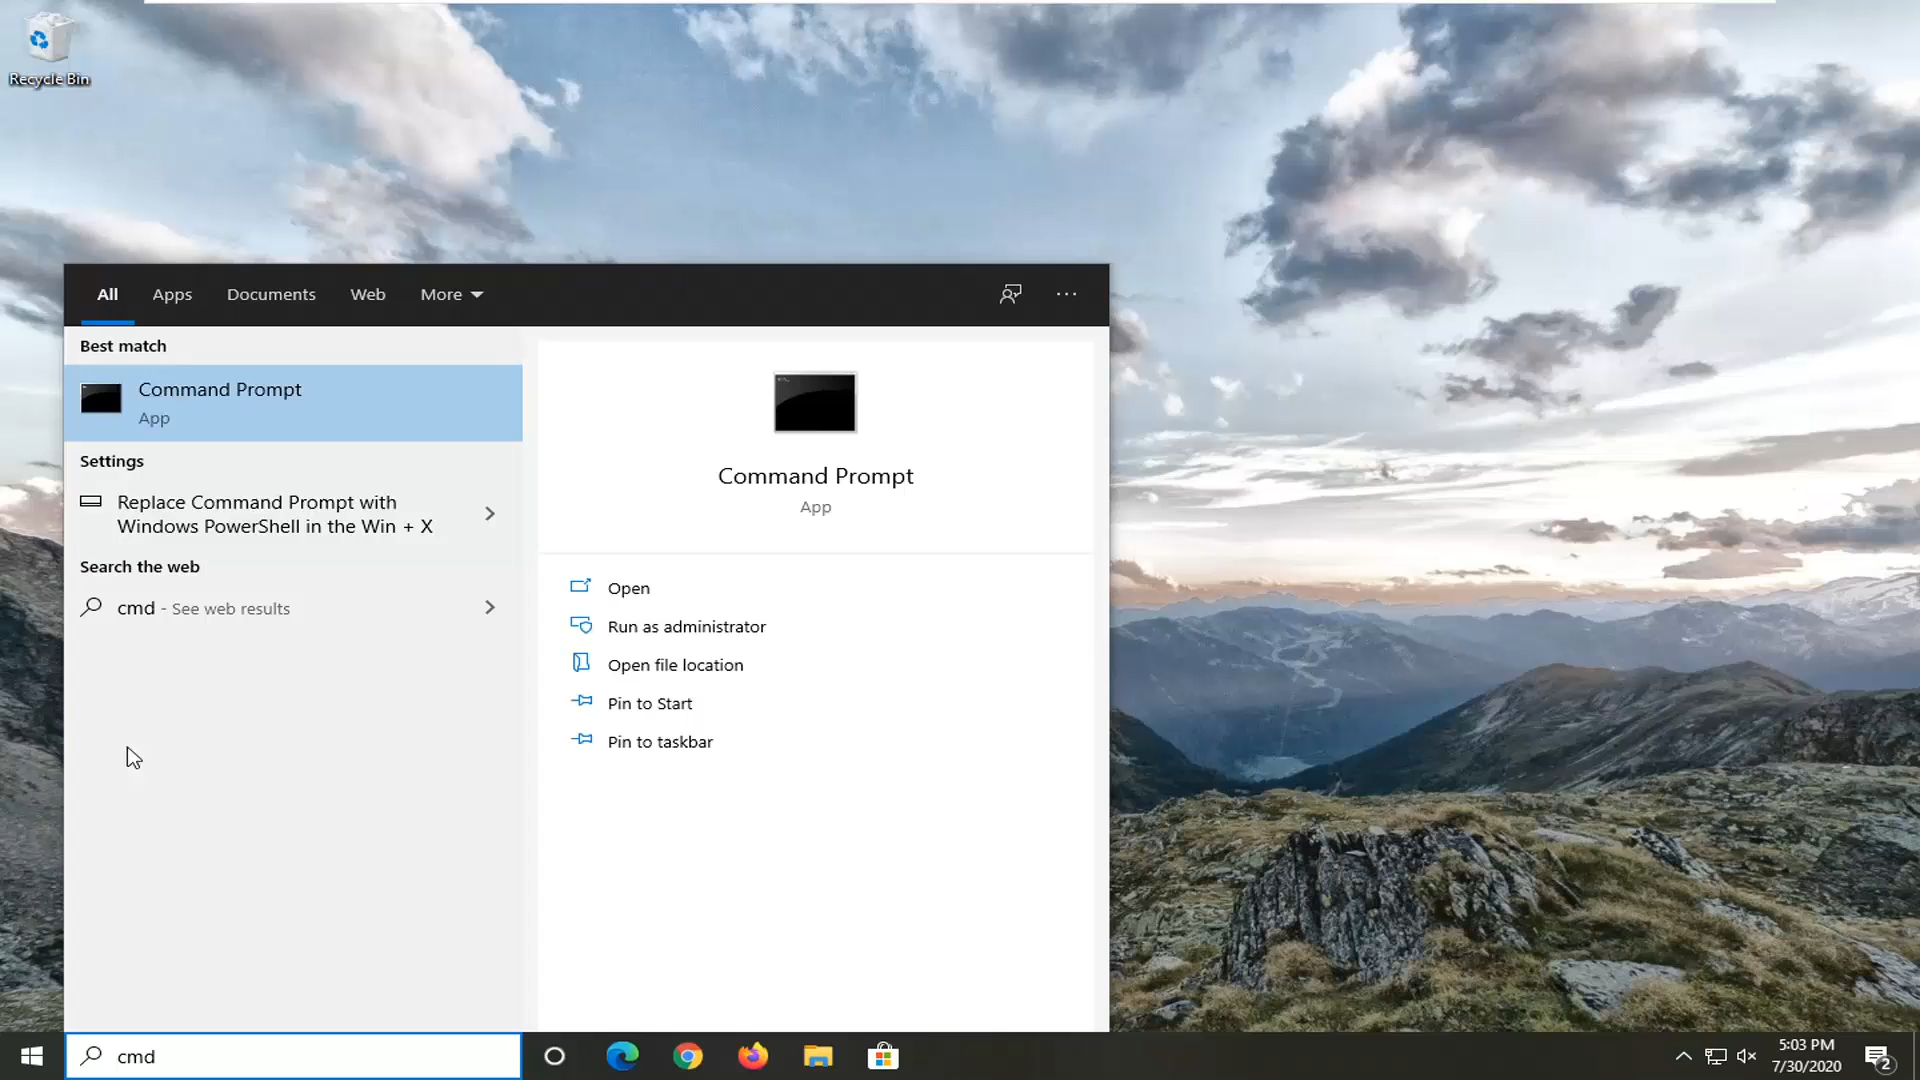 Recycle Bin
All Apps Documents Web More
Best match
Command Prompt
App
Settings
Replace Command Prompt with
Windows PowerShell in the Win + X
Search the web
cmd - See web results
Command Prompt
App
Open
Run as administrator
Open file location
Pin to Start
Pin to taskbar
cmd
5:03 PM
7/30/2020
2